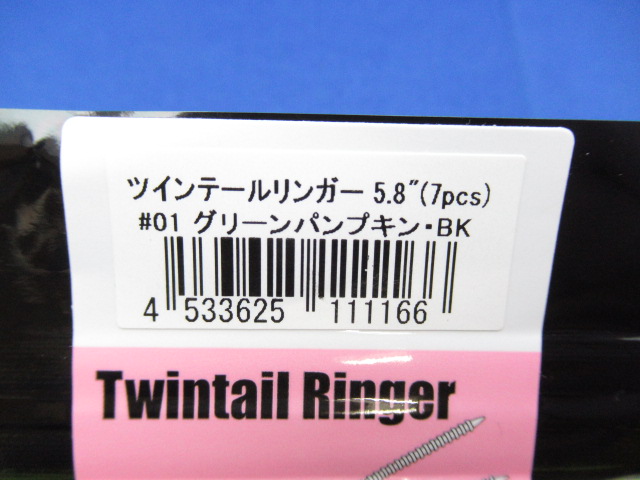 ツインテールリンガー 5.8"(7pcs)
#01 グリーンパンプキン・BK
4 533625 111166
Twintail Ringer